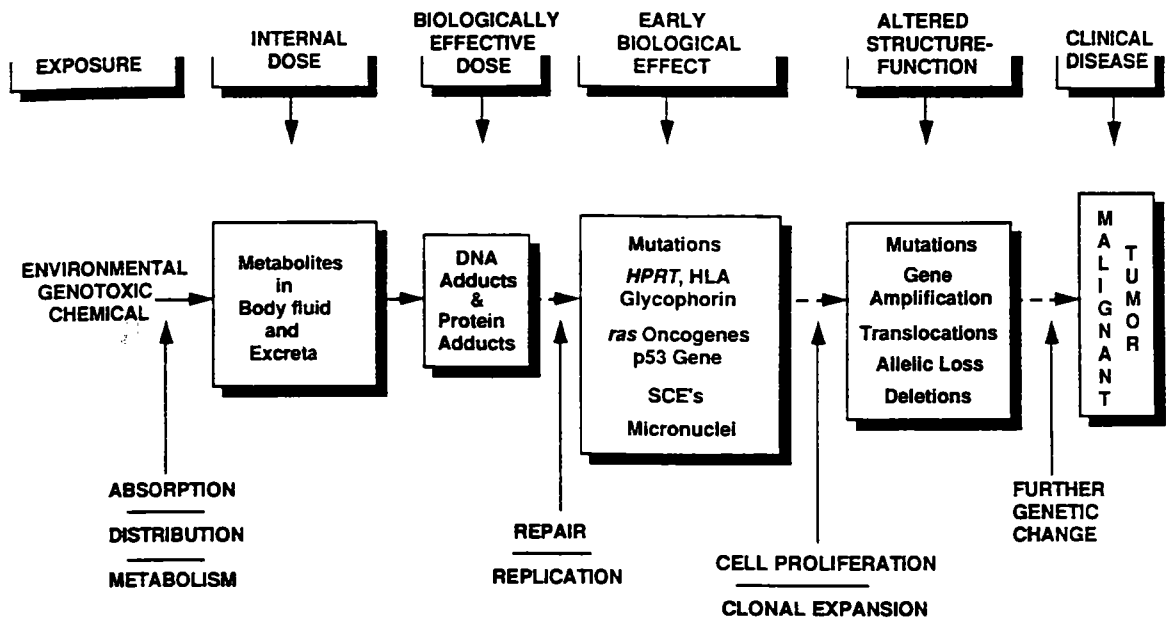 EXPOSURE
INTERNAL
DOSE
BIOLOGICALLY
EFFECTIVE
DOSE
EARLY
BIOLOGICAL
EFFECT
ALTERED
STRUCTURE-
FUNCTION
CLINICAL
DISEASE
ENVIRONMENTAL
GENOTOXIC
CHEMICAL
Metabolites
in
Body fluid
and
Excreta
DNA
Adducts
&
Protein
Adducts
Mutations
HPRT, HLA
Glycophorin
ras Oncogenes
p53 Gene
SCE's
Micronuclei
Mutations
Gene
Amplification
Translocations
Allelic Loss
Deletions
MALIGNANT
TUMOR
ABSORPTION
DISTRIBUTION
METABOLISM
REPAIR
REPLICATION
CELL PROLIFERATION
CLONAL EXPANSION
FURTHER
GENETIC
CHANGE